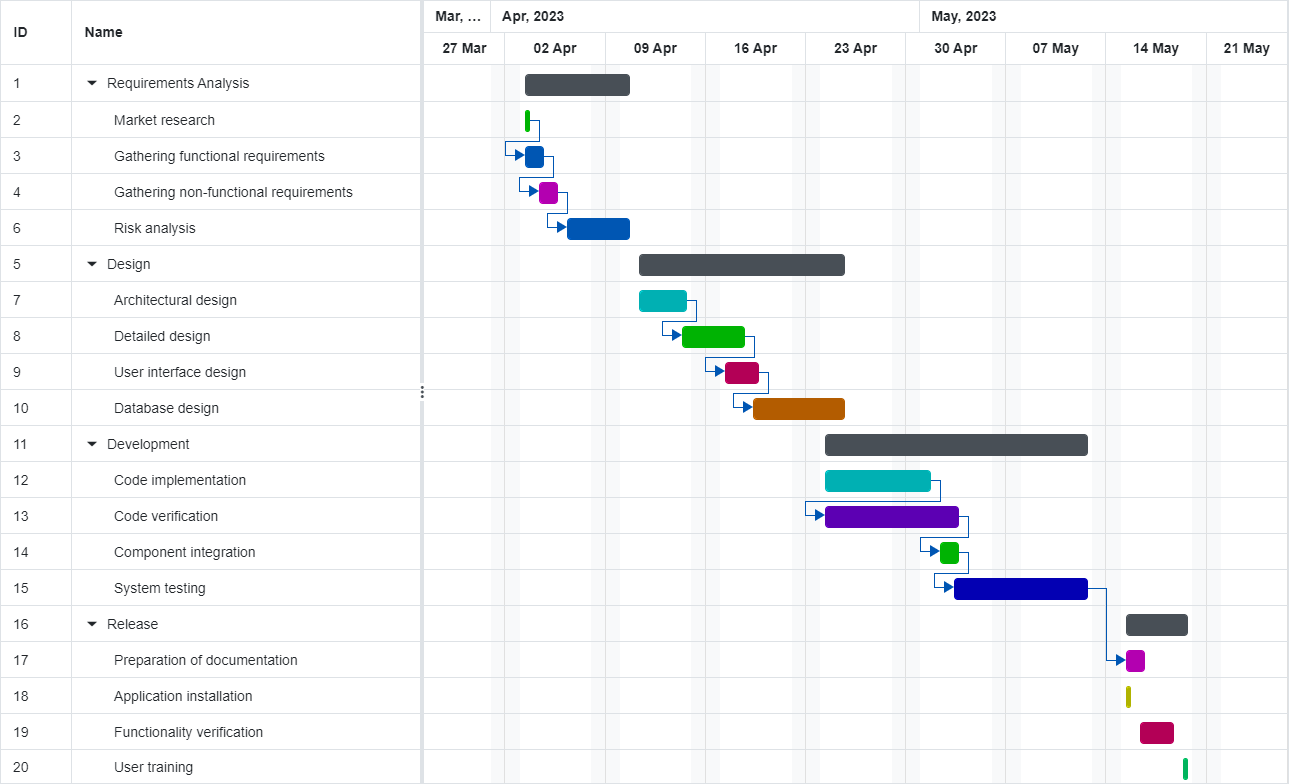 ID Name Mar, ... Apr, 2023 May, 2023
27 Mar 02 Apr 09 Apr 16 Apr 23 Apr 30 Apr 07 May 14 May 21 May
1 Requirements Analysis
2 Market research
3 Gathering functional requirements
4 Gathering non-functional requirements
6 Risk analysis
5 Design
7 Architectural design
8 Detailed design
9 User interface design
10 Database design
11 Development
12 Code implementation
13 Code verification
14 Component integration
15 System testing
16 Release
17 Preparation of documentation
18 Application installation
19 Functionality verification
20 User training